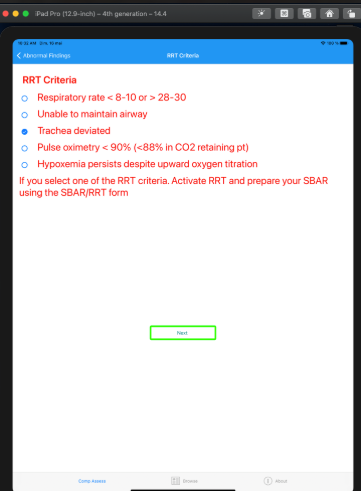 iPad Pro (12.9-inch) – 4th generation – 14.4
< Abnormal Findings
RRT Criteria
100 %
RRT Criteria
Respiratory rate < 8-10 or > 28-30
Unable to maintain airway
Trachea deviated
Pulse oximetry < 90% (<88% in CO2 retaining pt)
Hypoxemia persists despite upward oxygen titration
If you select one of the RRT criteria. Activate RRT and prepare your SBAR
using the SBAR/RRT form
Next
Comp Assess
Browse
About